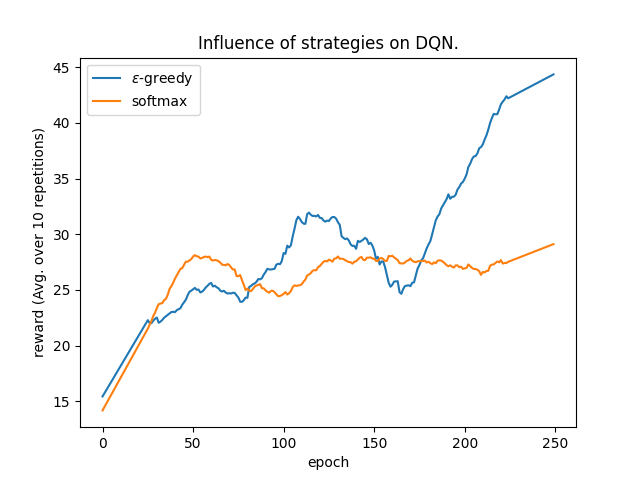 Influence of strategies on DQN.
ε-greedy
softmax
reward (Avg. over 10 repetitions)
45
40
35
30
25
20
15
0 50 100 150 200 250
epoch